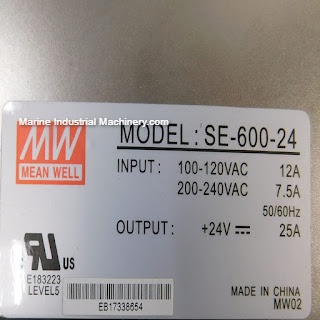 Marine Industrial Machinery.com
MW
MEAN WELL
MODEL : SE-600-24
INPUT : 100-120VAC 12A
200-240VAC 7.5A
50/60Hz
OUTPUT : +24V 25A
US
E183223
LEVEL5
EB17338654
MADE IN CHINA
MW02